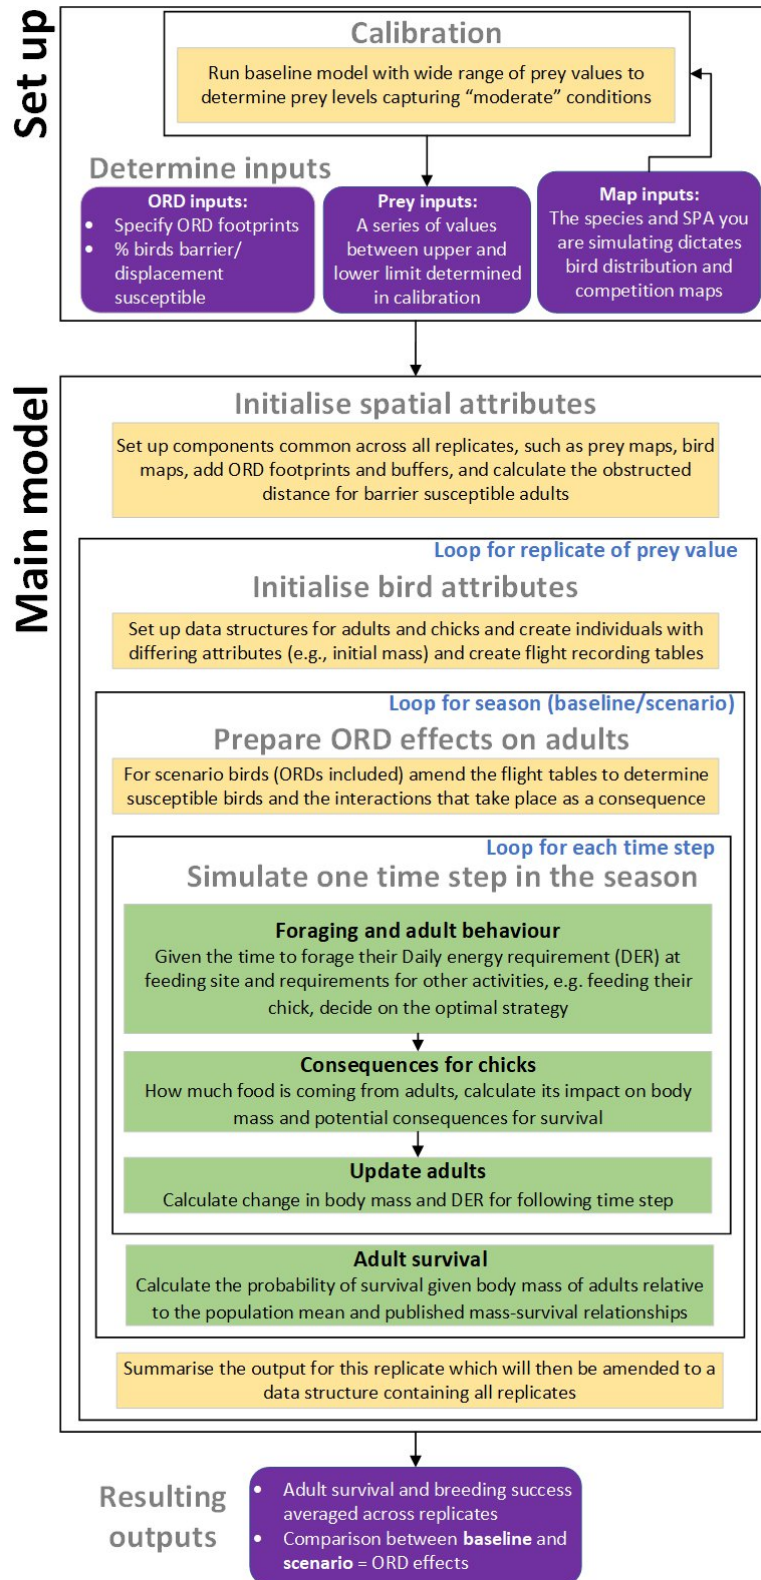 Set up
Calibration
Run baseline model with wide range of prey values to
determine prey levels capturing “moderate” conditions
Determine inputs
ORD inputs:
• Specify ORD footprints
• % birds barrier/
displacement
susceptible
Prey inputs:
A series of values
between upper and
lower limit determined
in calibration
Map inputs:
The species and SPA you
are simulating dictates
bird distribution and
competition maps
Main model
Initialise spatial attributes
Set up components common across all replicates, such as prey maps, bird
maps, add ORD footprints and buffers, and calculate the obstructed
distance for barrier susceptible adults
Loop for replicate of prey value
Initialise bird attributes
Set up data structures for adults and chicks and create individuals with
differing attributes (e.g., initial mass) and create flight recording tables
Loop for season (baseline/scenario)
Prepare ORD effects on adults
For scenario birds (ORDs included) amend the flight tables to determine
susceptible birds and the interactions that take place as a consequence
Loop for each time step
Simulate one time step in the season
Foraging and adult behaviour
Given the time to forage their Daily energy requirement (DER) at
feeding site and requirements for other activities, e.g. feeding their
chick, decide on the optimal strategy
Consequences for chicks
How much food is coming from adults, calculate its impact on body
mass and potential consequences for survival
Update adults
Calculate change in body mass and DER for following time step
Adult survival
Calculate the probability of survival given body mass of adults relative
to the population mean and published mass-survival relationships
Summarise the output for this replicate which will then be amended to a
data structure containing all replicates
Resulting
outputs
• Adult survival and breeding success
averaged across replicates
• Comparison between baseline and
scenario = ORD effects